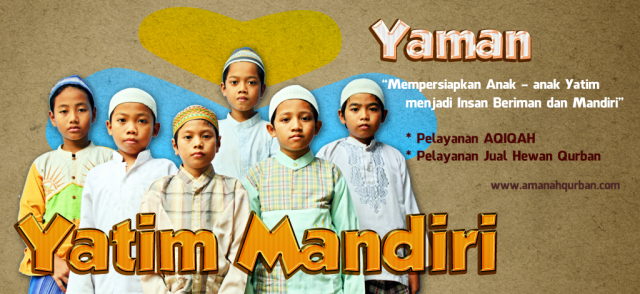 Yaman
“Mempersiapkan Anak – anak Yatim
menjadi Insan Beriman dan Mandiri”
* Pelayanan AQIQAH
* Pelayanan Jual Hewan Qurban
www.amanahqurban.com
Yatim Mandiri